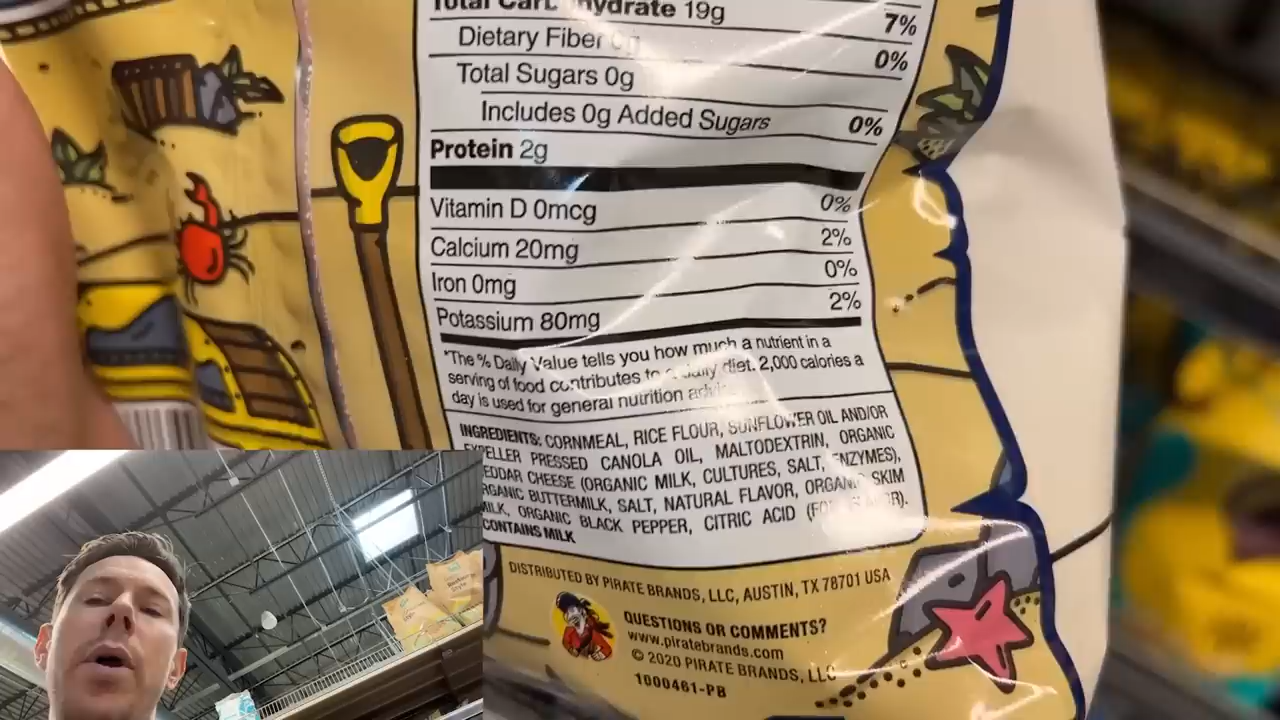 Total Carbohydrate 19g 7%
Dietary Fiber 0g 0%
Total Sugars 0g
Includes 0g Added Sugars 0%
Protein 2g
Vitamin D 0mcg 0%
Calcium 20mg 2%
Iron 0mg 0%
Potassium 80mg 2%
*The % Daily Value tells you how much a nutrient in a
serving of food contributes to a daily diet. 2,000 calories a
day is used for general nutrition advice.
INGREDIENTS: CORNMEAL, RICE FLOUR, SUNFLOWER OIL AND/OR
EXPELLER PRESSED CANOLA OIL, MALTODEXTRIN, ORGANIC
CHEDDAR CHEESE (ORGANIC MILK, CULTURES, SALT, ENZYMES),
ORGANIC BUTTERMILK, SALT, NATURAL FLAVOR, ORGANIC SKIM
MILK, ORGANIC BLACK PEPPER, CITRIC ACID (FOR FLAVOR).
CONTAINS MILK
DISTRIBUTED BY PIRATE BRANDS, LLC, AUSTIN, TX 78701 USA
QUESTIONS OR COMMENTS?
www.piratebrands.com
© 2020 PIRATE BRANDS, LLC
1000461-PB